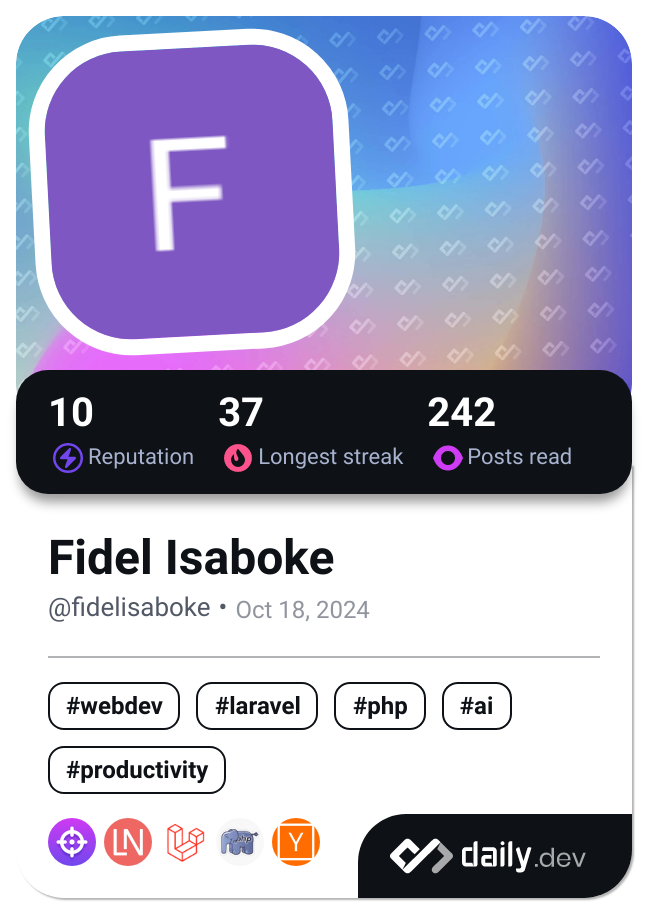 F
10 37 242
Reputation Longest streak Posts read
Fidel Isaboke
@fidelisaboke • Oct 18, 2024
#webdev #laravel #php #ai
#productivity
LN php Y
daily.dev